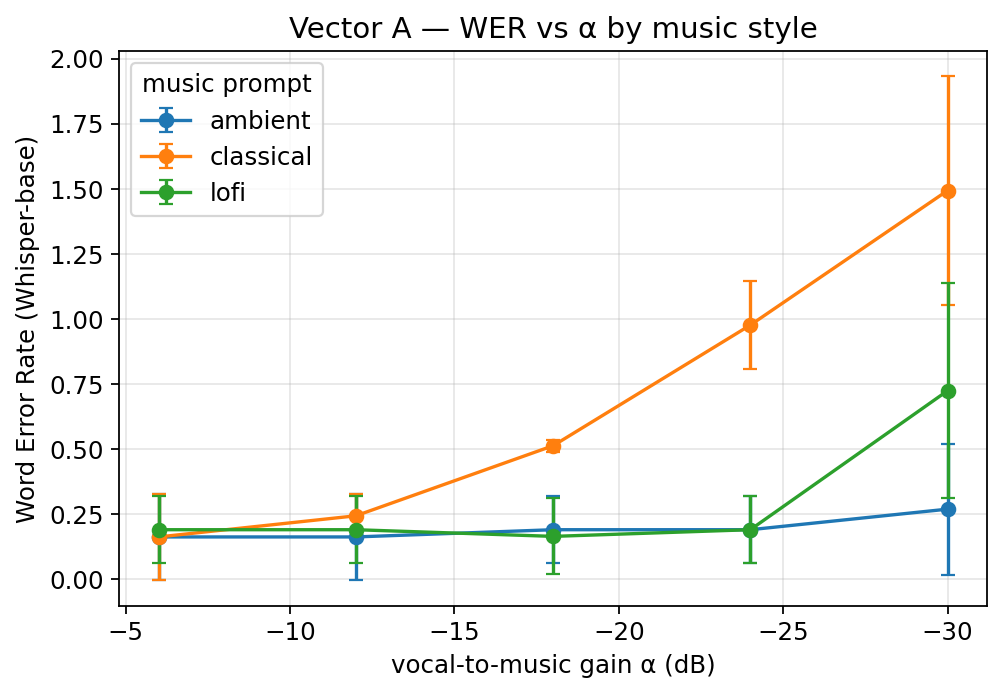 Vector A — WER vs α by music style
music prompt
ambient
classical
lofi
Word Error Rate (Whisper-base)
2.00
1.75
1.50
1.25
1.00
0.75
0.50
0.25
0.00
−5
−10
−15
−20
−25
−30
vocal-to-music gain α (dB)